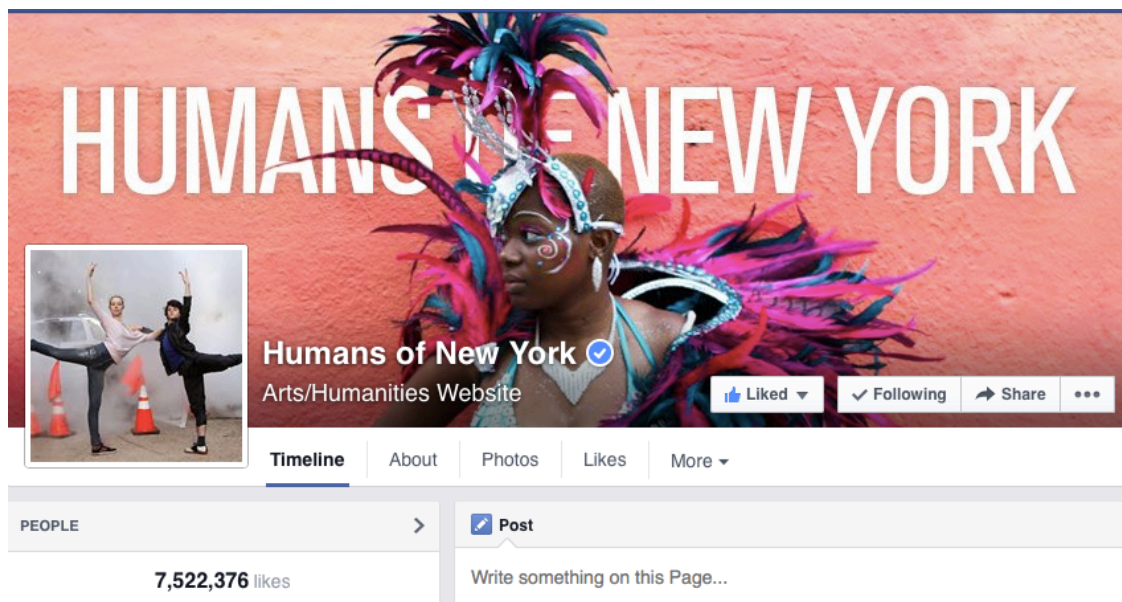 HUMANS OF NEW YORK
Humans of New York
Arts/Humanities Website
Liked
Following
Share
Timeline
About
Photos
Likes
More
PEOPLE
Post
7,522,376 likes
Write something on this Page...